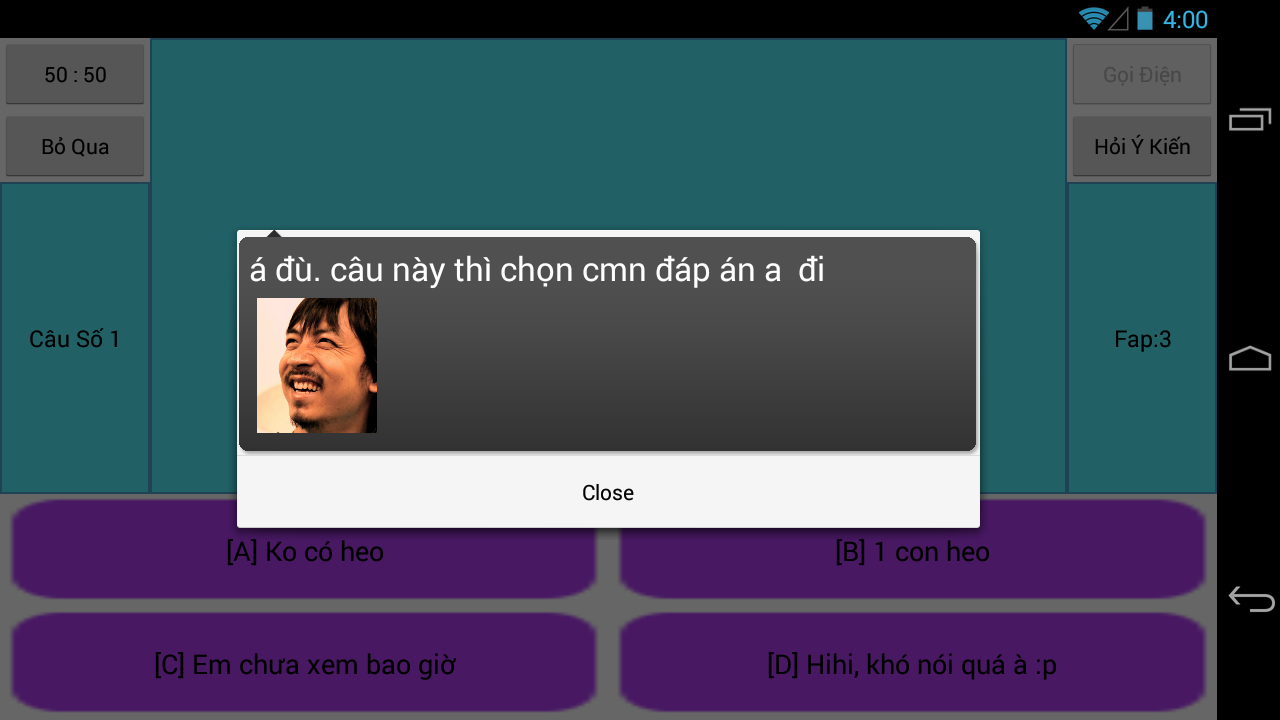 4:00
50 : 50
Gọi Điện
Bỏ Qua
Hỏi Ý Kiến
á đù. câu này thì chọn cmn đáp án a  đi
Câu Số 1
Fap:3
Close
[A] Ko có heo
[B] 1 con heo
[C] Em chưa xem bao giờ
[D] Hihi, khó nói quá à :p